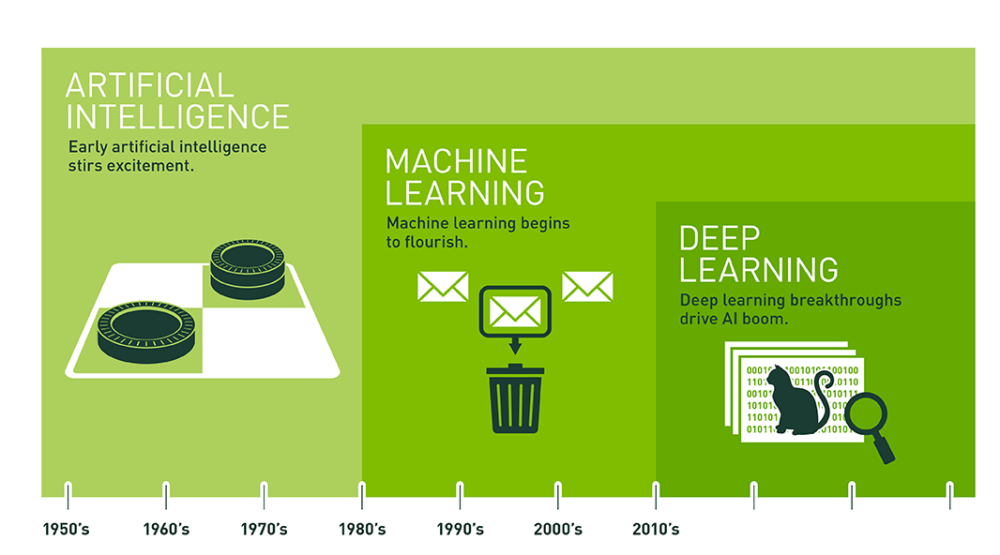 ARTIFICIAL
INTELLIGENCE
Early artificial intelligence
stirs excitement.
MACHINE
LEARNING
Machine learning begins
to flourish.
DEEP
LEARNING
Deep learning breakthroughs
drive AI boom.
1950's
1960's
1970's
1980's
1990's
2000's
2010's